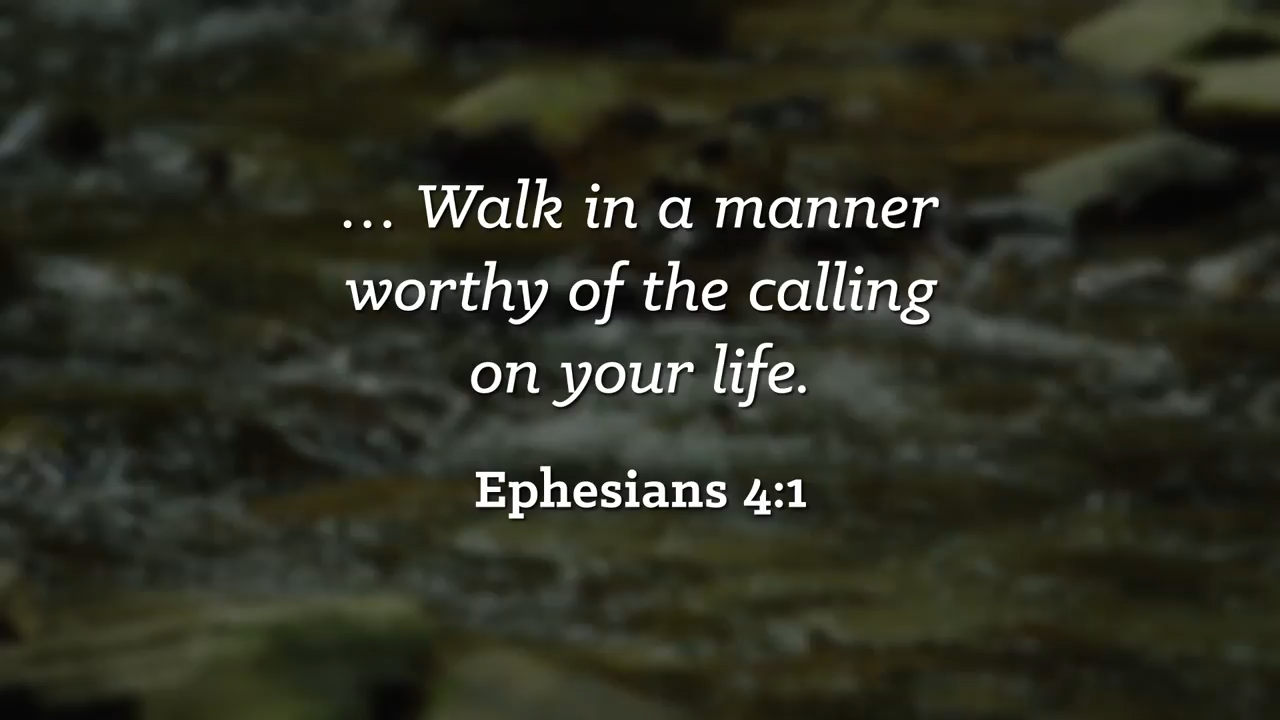 ... Walk in a manner
worthy of the calling
on your life.
Ephesians 4:1